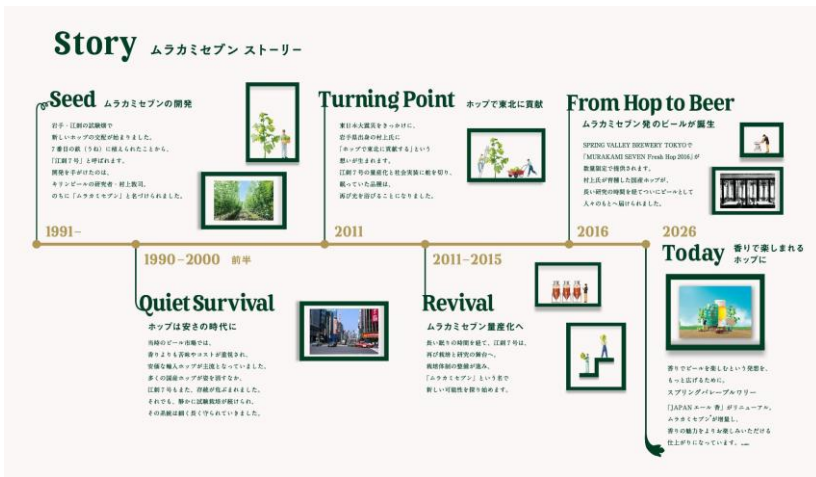 Story ムラカミセブン ストーリー
Seed ムラカミセブンの開発
岩手・江刺の試験畑で
新しいホップの交配が始まりました。
7番目の畝(うね)に植えられたことから、
「江刺7号」と呼ばれます。
開発を手がけたのは、
キリンビールの研究者・村上敦司。
のちに「ムラカミセブン」と名づけられました。
1991-
1990-2000 前半
Quiet Survival
ホップは安さの時代に
当時のビール市場では、
香りよりも苦味やコストが重視され、
安価な輸入ホップが主流となっていました。
多くの国産ホップが姿を消すなか、
江刺7号もまた、存続が危ぶまれました。
それでも、静かに試験栽培が続けられ、
その系統は細く長く守られていきました。
Turning Point ホップで東北に貢献
東日本大震災をきっかけに、
岩手県出身の村上氏に
「ホップで東北に貢献する」という
想いが生まれます。
江刺7号の量産化と社会実装に舵を切り、
眠っていた品種は、
再び光を浴びることになりました。
2011
2011-2015
Revival
ムラカミセブン量産化へ
長い眠りの時間を経て、江刺7号は、
再び栽培と研究の舞台へ。
栽培体制の整備が進み、
「ムラカミセブン」という名で
新しい可能性を探り始めます。
From Hop to Beer
ムラカミセブン発のビールが誕生
SPRING VALLEY BREWERY TOKYOで
「MURAKAMI SEVEN Fresh Hop 2016」が
数量限定で提供されます。
村上氏が育種した国産ホップが、
長い研究の時間を経てついにビールとして
人々のもとへ届けられました。
2016
2026
Today 香りで楽しまれる
ホップに
香りでビールを楽しむという発想を、
もっと広げるために。
スプリングバレーブルワリー
「JAPANエール 香」がリニューアル。
ムラカミセブン®が増量し、
香りの魅力をよりお楽しみいただける
仕上がりになっています。